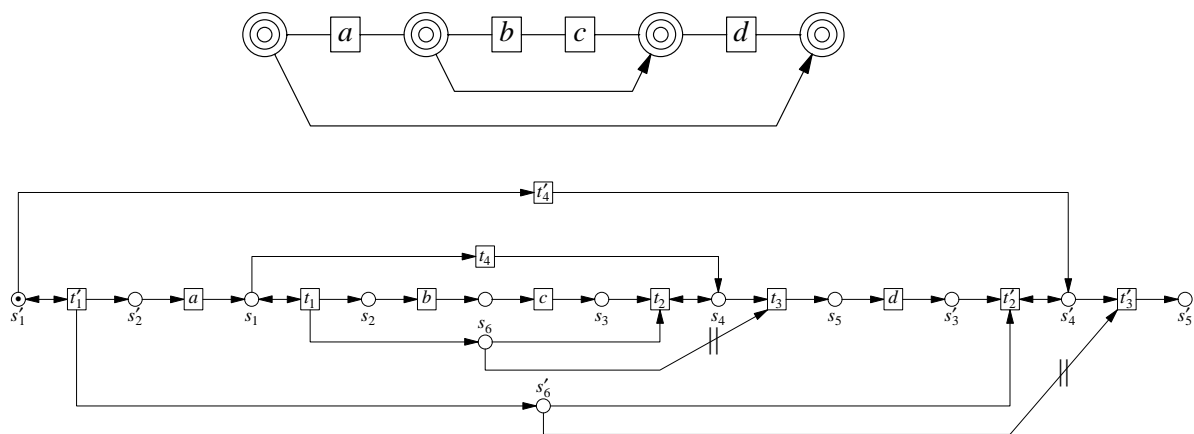 a b c d
t′4
t4
t′1 a t1 b c t2 t3 d t′2 t′3
s′1 s′2 s1 s2 s3 s4 s5 s′3 s′4 s′5
s6
s′6